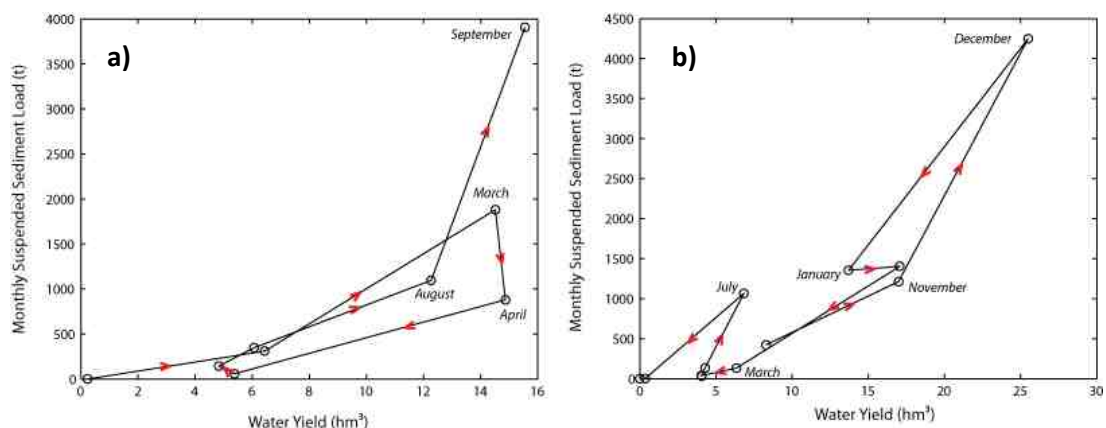 a)
Monthly Suspended Sediment Load (t)
4000
3500
3000
2500
2000
1500
1000
500
0
September
March
August
April
0 2 4 6 8 10 12 14 16
Water Yield (hm³)
b)
Monthly Suspended Sediment Load (t)
4500
4000
3500
3000
2500
2000
1500
1000
500
0
December
January
July
November
March
0 5 10 15 20 25 30
Water Yield (hm³)